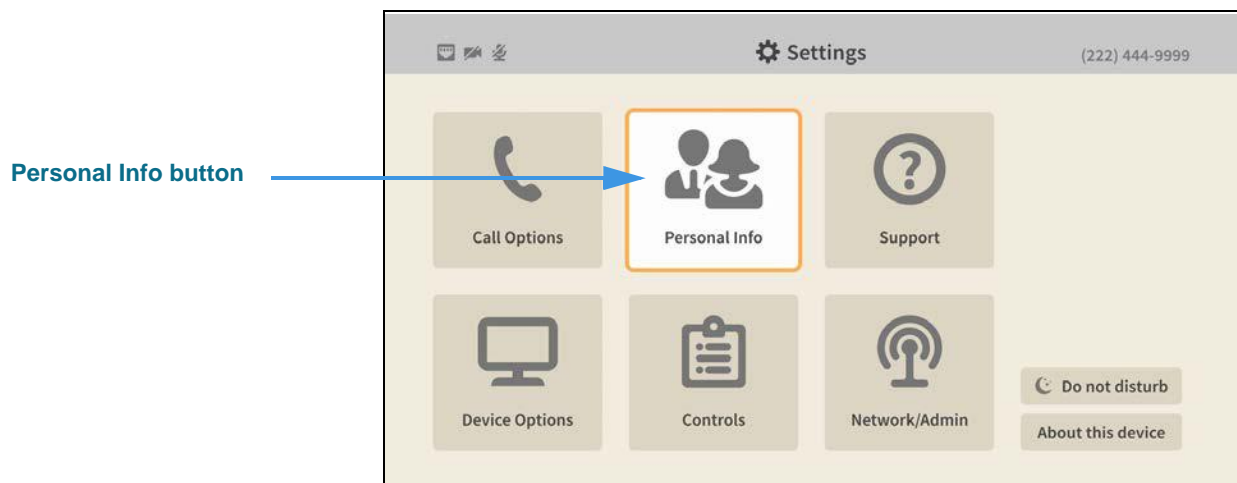 Settings
(222) 444-9999
Personal Info button
Call Options
Personal Info
Support
Device Options
Controls
Network/Admin
Do not disturb
About this device